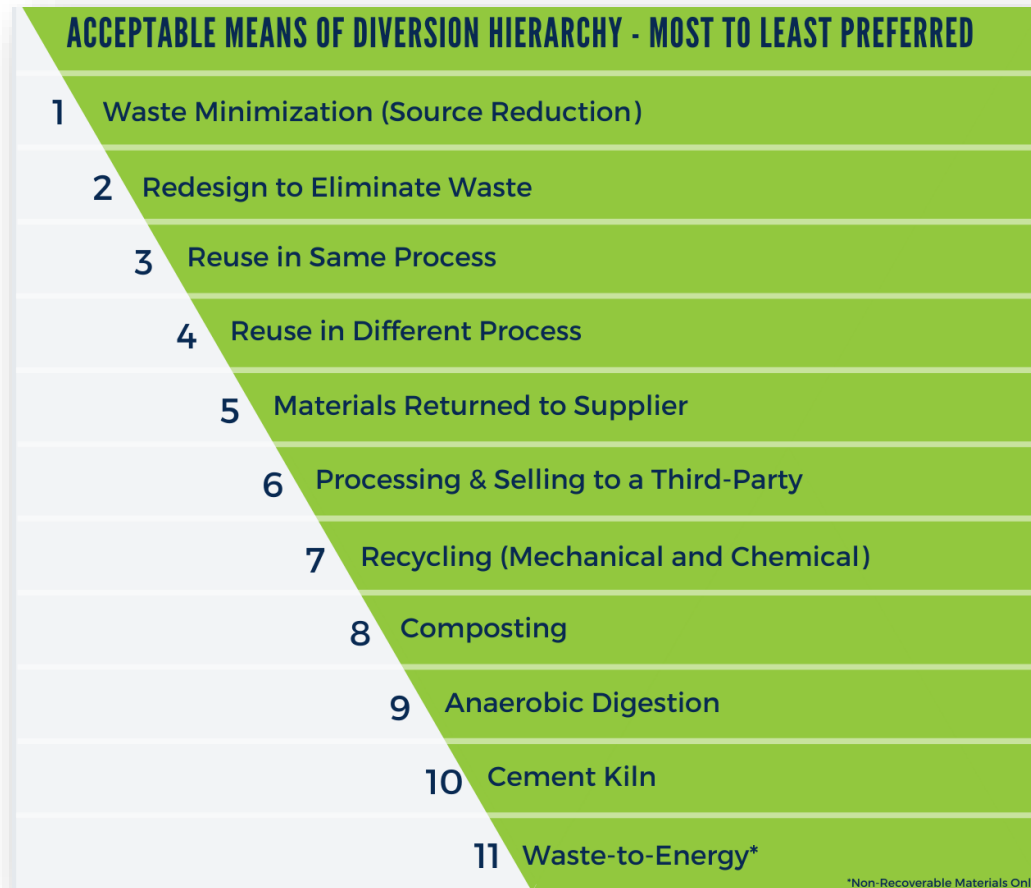 ACCEPTABLE MEANS OF DIVERSION HIERARCHY - MOST TO LEAST PREFERRED
1 Waste Minimization (Source Reduction)
2 Redesign to Eliminate Waste
3 Reuse in Same Process
4 Reuse in Different Process
5 Materials Returned to Supplier
6 Processing & Selling to a Third-Party
7 Recycling (Mechanical and Chemical)
8 Composting
9 Anaerobic Digestion
10 Cement Kiln
11 Waste-to-Energy*
*Non-Recoverable Materials Onl